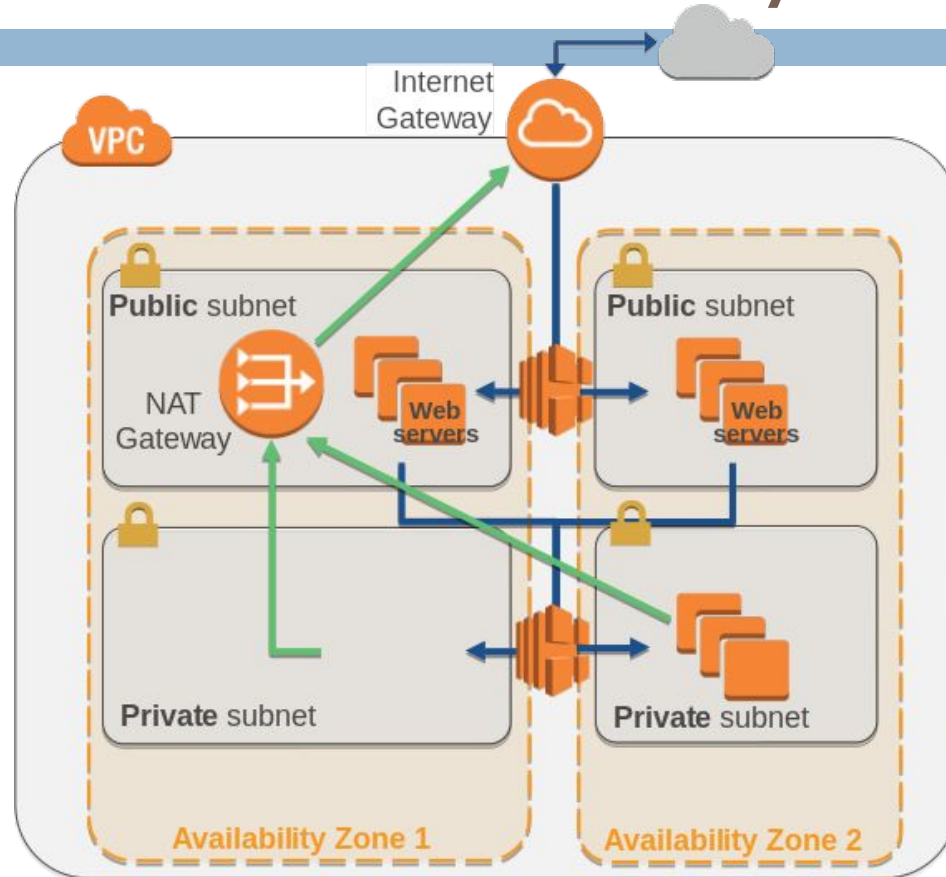 Internet
Gateway
VPC
Public subnet
Public subnet
NAT
Gateway
Web
servers
Web
servers
Private subnet
Private subnet
Availability Zone 1
Availability Zone 2